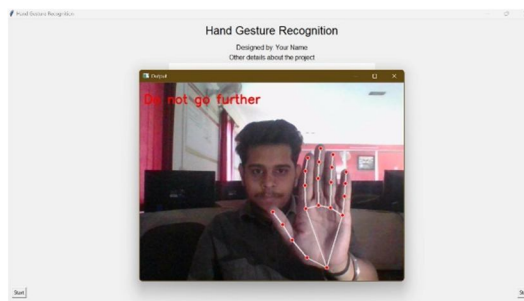 Hand Gesture Recognition
Hand Gesture Recognition
Designed by: Your Name
Other details about the project
Output
Do not go further
Start